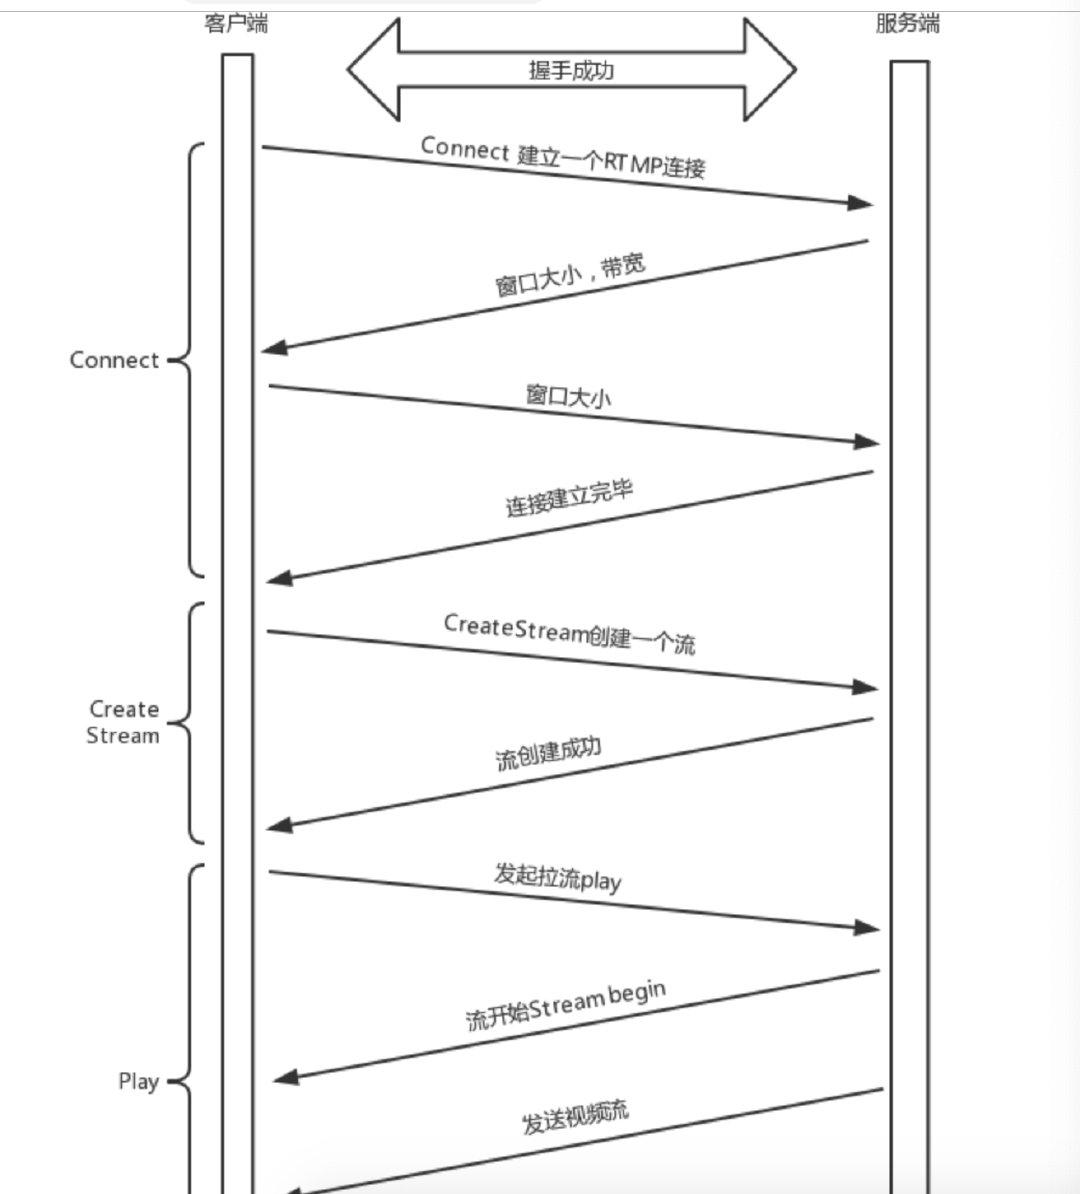 客户端
服务端
握手成功
Connect 建立一个RTMP连接
窗口大小，带宽
Connect
窗口大小
连接建立完毕
CreateStream创建一个流
Create
Stream
流创建成功
发起拉流play
流开始Stream begin
Play
发送视频流